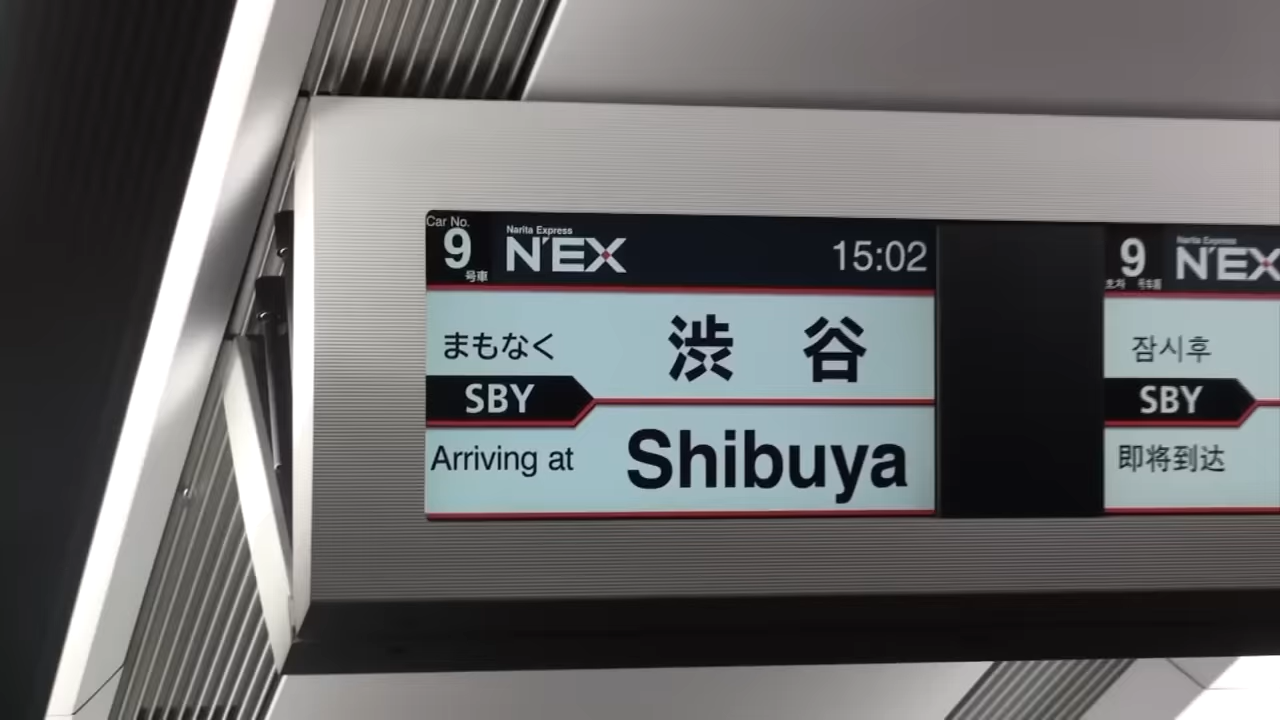 Car No.
9
号車
Narita Express
N'EX
15:02
まもなく
渋 谷
SBY
Arriving at
Shibuya
9
Narita Express
N'EX
잠시후
SBY
即将到达